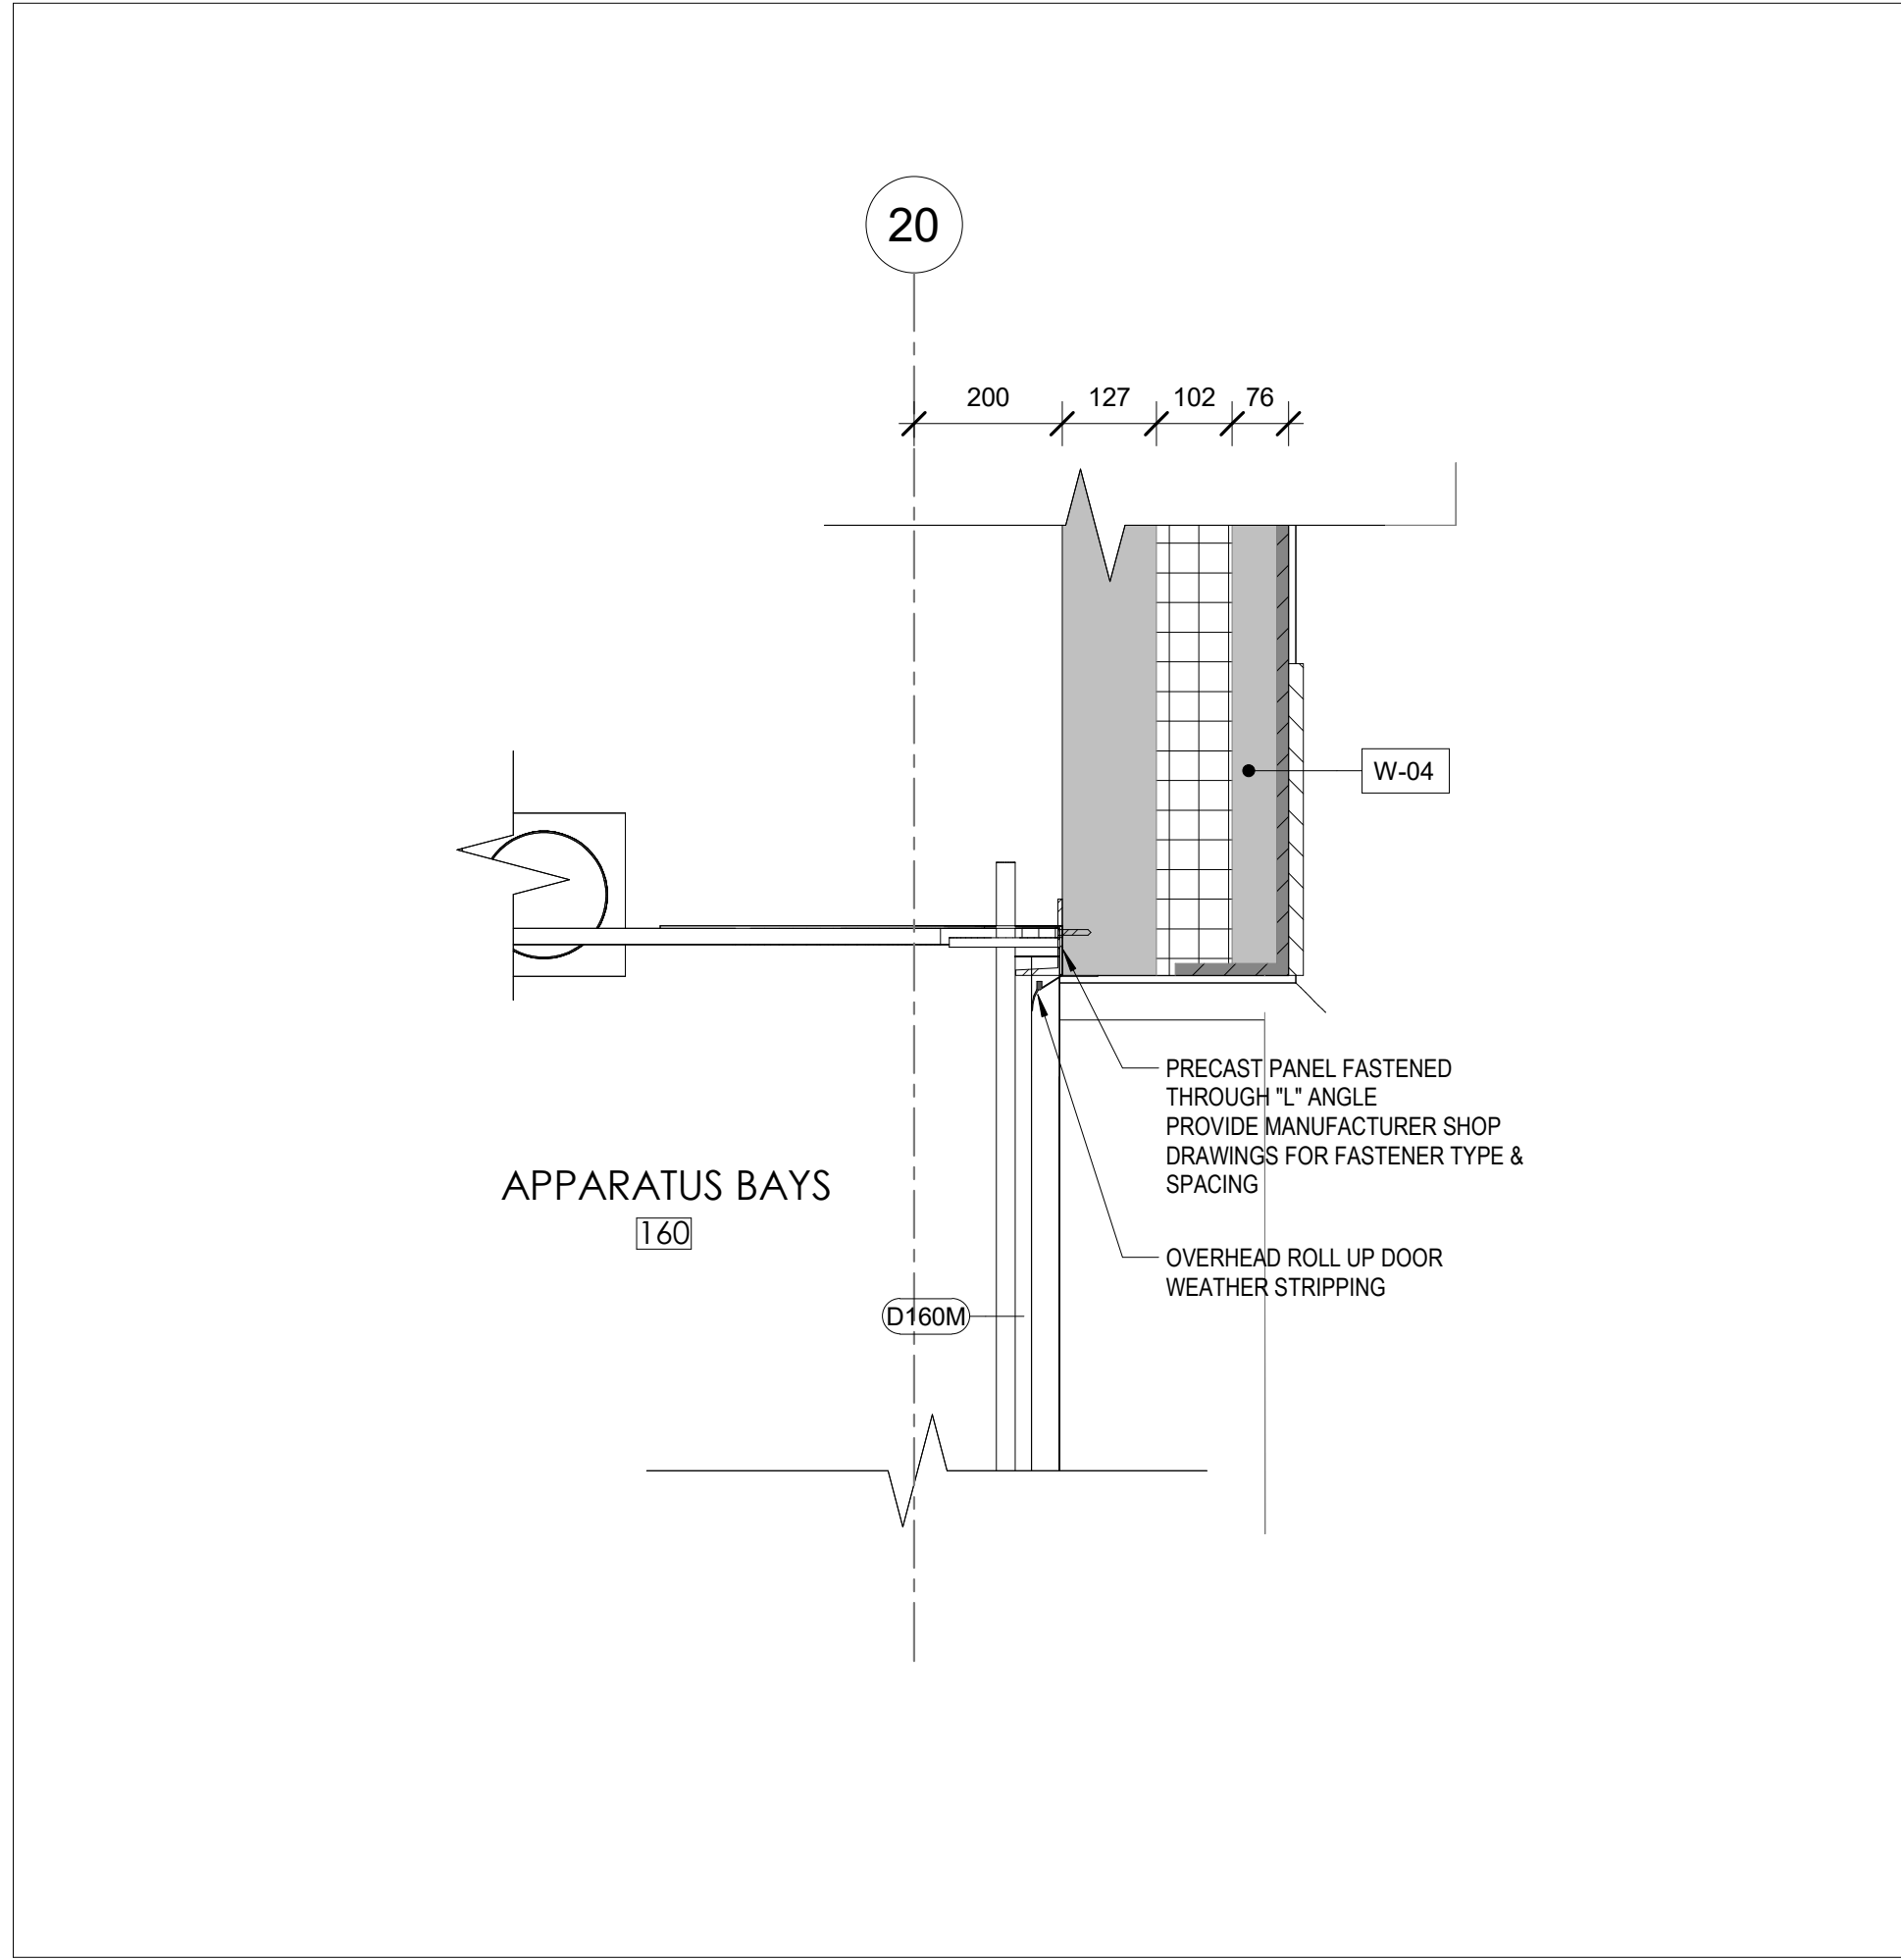 20
200 127 102 76
W-04
PRECAST PANEL FASTENED
THROUGH "L" ANGLE
PROVIDE MANUFACTURER SHOP
DRAWINGS FOR FASTENER TYPE &
SPACING
APPARATUS BAYS
160
OVERHEAD ROLL UP DOOR
WEATHER STRIPPING
D160M